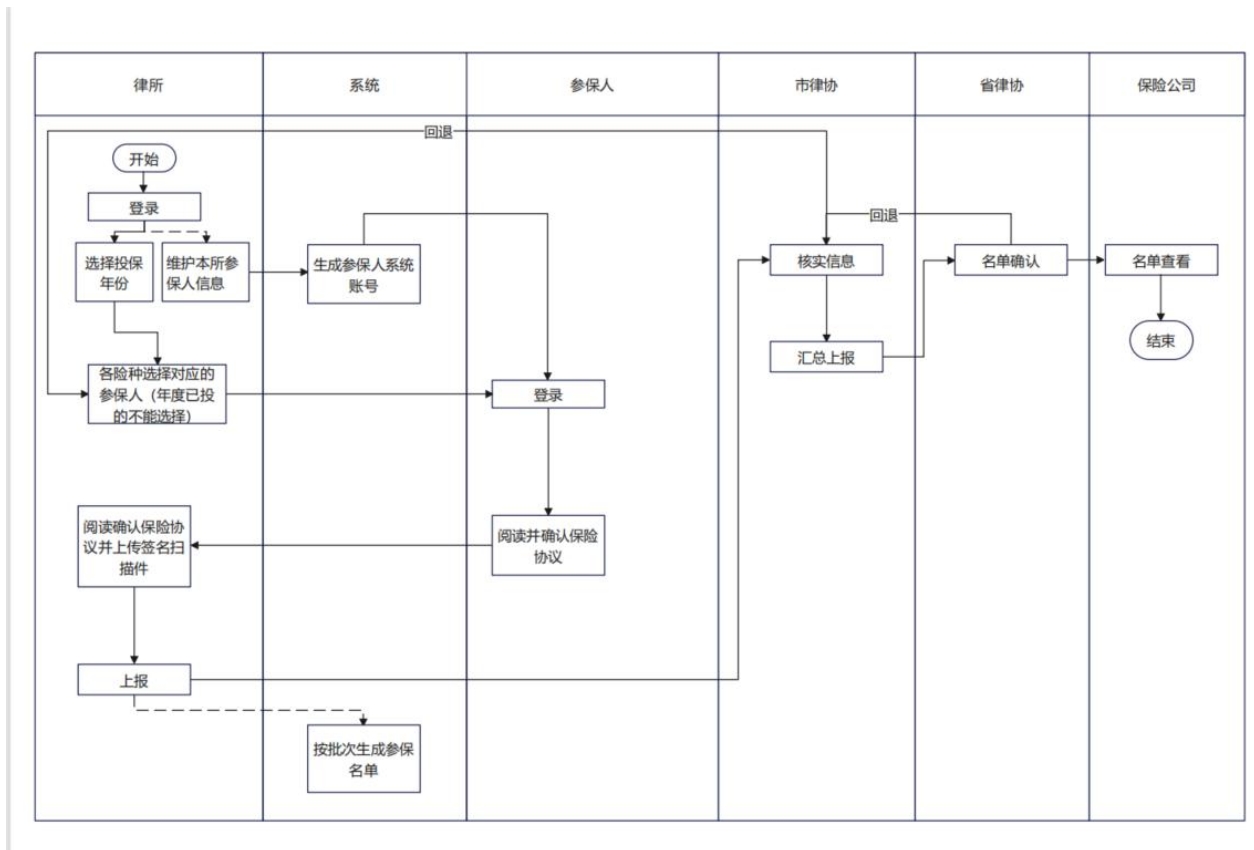 律所
系统
参保人
市律协
省律协
保险公司
回退
开始
登录
选择投保
年份
维护本所参
保人信息
生成参保人系统
账号
回退
核实信息
名单确认
名单查看
汇总上报
结束
各险种选择对应的
参保人（年度已投
的不能选择）
登录
阅读确认保险协
议并上传签名扫
描件
阅读并确认保险
协议
上报
按批次生成参保
名单